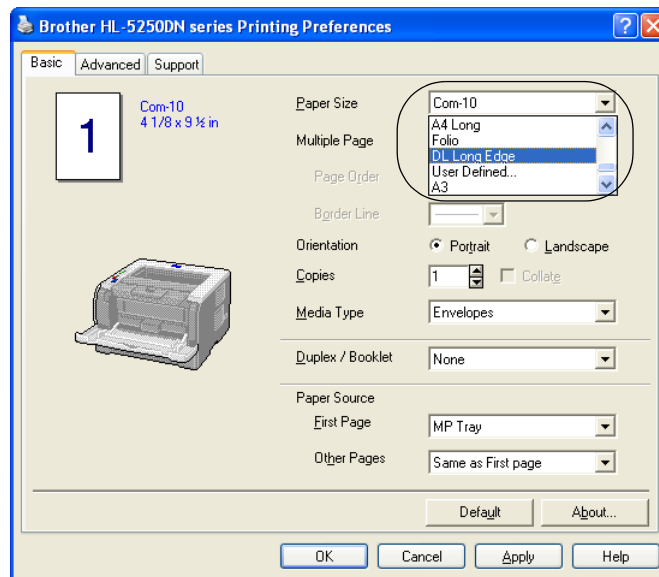 Brother HL-5250DN series Printing Preferences
Basic Advanced Support
1
Com-10
4 1/8 x 9 ½ in
Paper Size Com-10
A4 Long
Folio
DL Long Edge
User Defined...
A3
Multiple Page
Page Order
Border Line
Orientation Portrait Landscape
Copies 1 Collate
Media Type Envelopes
Duplex / Booklet None
Paper Source
First Page MP Tray
Other Pages Same as First page
Default About...
OK Cancel Apply Help